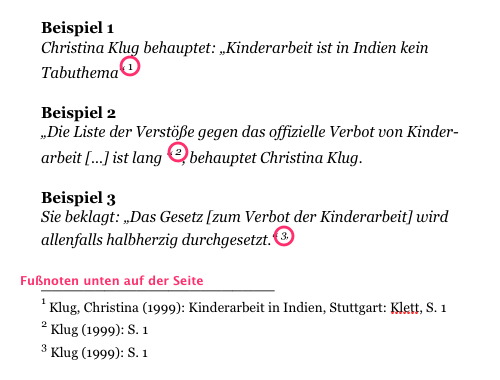 Beispiel 1
Christina Klug behauptet: „Kinderarbeit ist in Indien kein
Tabuthema“ 1
Beispiel 2
„Die Liste der Verstöße gegen das offizielle Verbot von Kinder-
arbeit [...] ist lang “ 2, behauptet Christina Klug.
Beispiel 3
Sie beklagt: „Das Gesetz [zum Verbot der Kinderarbeit] wird
allenfalls halbherzig durchgesetzt.“ 3.
Fußnoten unten auf der Seite
1 Klug, Christina (1999): Kinderarbeit in Indien, Stuttgart: Klett, S. 1
2 Klug (1999): S. 1
3 Klug (1999): S. 1